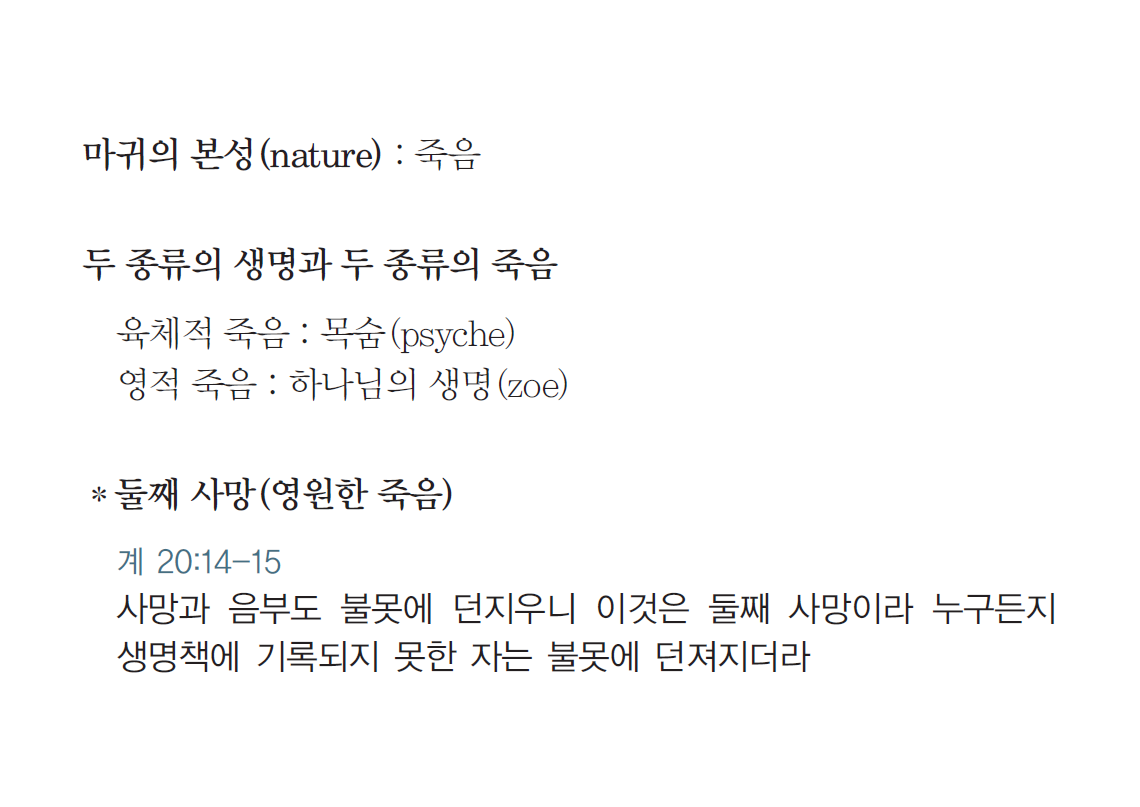 마귀의 본성(nature) : 죽음
두 종류의 생명과 두 종류의 죽음
육체적 죽음 : 목숨(psyche)
영적 죽음 : 하나님의 생명(zoe)
* 둘째 사망(영원한 죽음)
계 20:14–15
사망과 음부도 불못에 던지우니 이것은 둘째 사망이라 누구든지
생명책에 기록되지 못한 자는 불못에 던져지더라